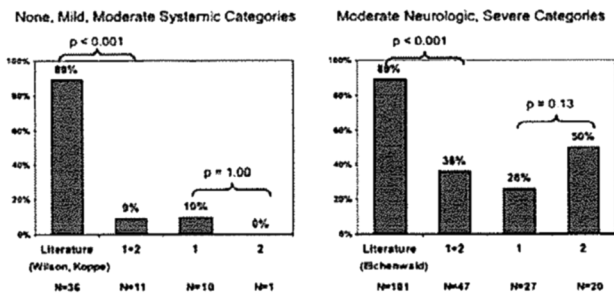 None, Mild, Moderate Systemic Categories
p < 0.001
100%
89%
80%
60%
40%
p = 1.00
20%
9%
10%
0%
0%
Literature
1+2
1
2
(Wilson, Koppe)
N=36
N=11
N=10
N=1
Moderate Neurologic, Severe Categories
p < 0.001
100%
89%
80%
p = 0.13
60%
50%
40%
36%
26%
20%
0%
Literature
1+2
1
2
(Eichenwald)
N=101
N=47
N=27
N=20